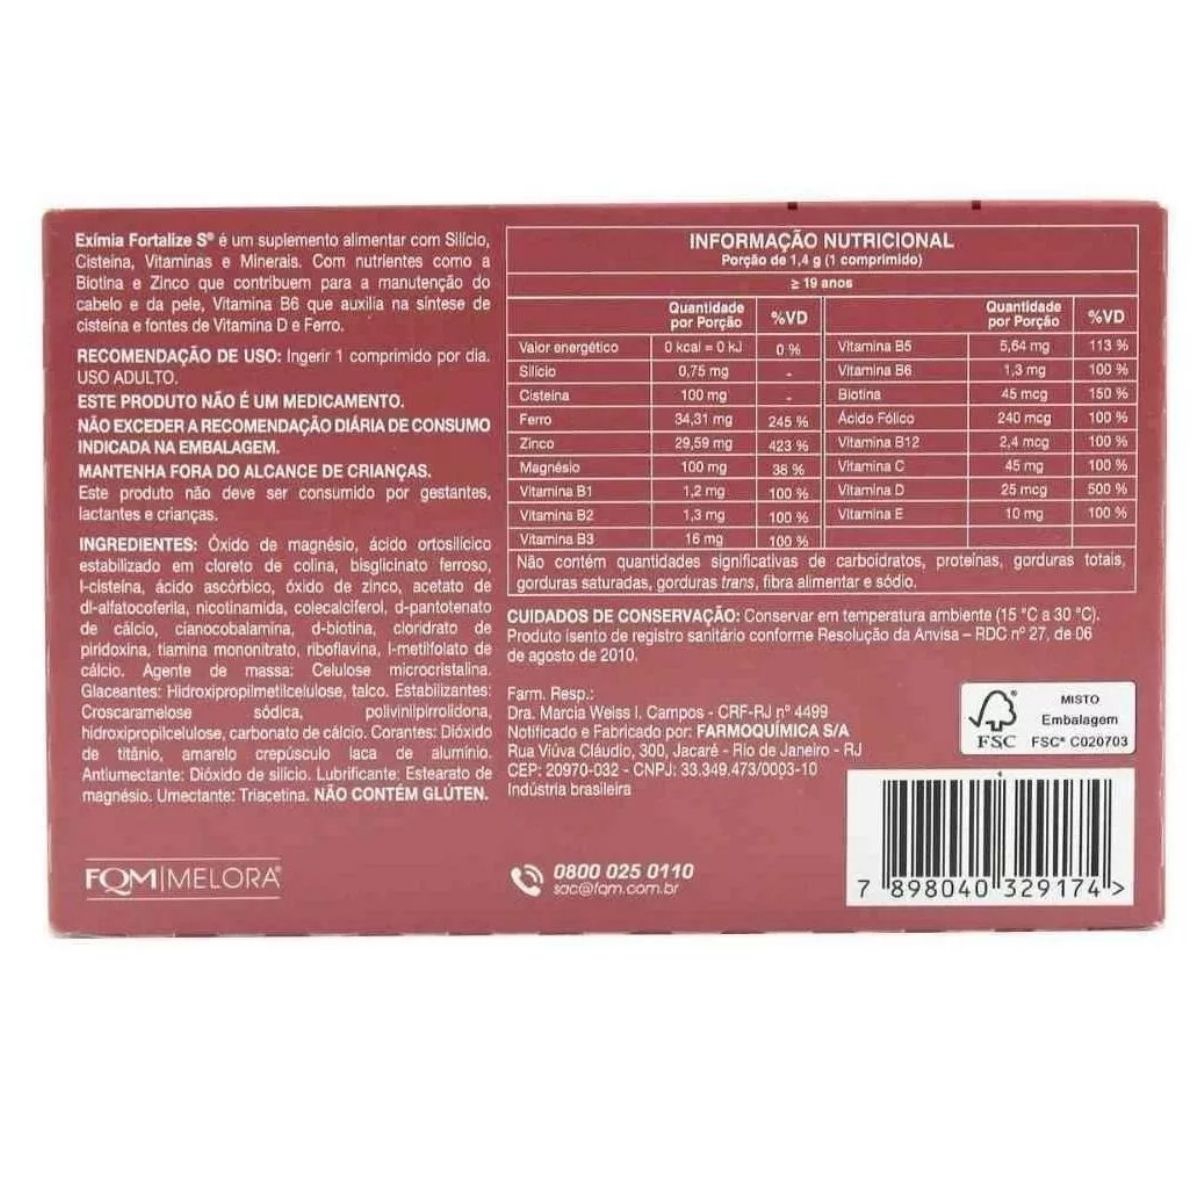 Exímia Fortalize S® é um suplemento alimentar com Silício,
Cisteína, Vitaminas e Minerais. Com nutrientes como a
Biotina e Zinco que contribuem para a manutenção do
cabelo e da pele, Vitamina B6 que auxilia na síntese de
cisteína e fontes de Vitamina D e Ferro.
RECOMENDAÇÃO DE USO: Ingerir 1 comprimido por dia.
USO ADULTO.
ESTE PRODUTO NÃO É UM MEDICAMENTO.
NÃO EXCEDER A RECOMENDAÇÃO DIÁRIA DE CONSUMO
INDICADA NA EMBALAGEM.
MANTENHA FORA DO ALCANCE DE CRIANÇAS.
Este produto não deve ser consumido por gestantes,
lactantes e crianças.
INGREDIENTES: Óxido de magnésio, ácido ortosilícico
estabilizado em cloreto de colina, bisglicinato ferroso,
l-cisteína, ácido ascórbico, óxido de zinco, acetato de
dl-alfatocoferila, nicotinamida, colecalciferol, d-pantotenato
de cálcio, cianocobalamina, d-biotina, cloridrato de
piridoxina, tiamina mononitrato, riboflavina, l-metilfolato de
cálcio. Agente de massa: Celulose microcristalina.
Glaceantes: Hidroxipropilmetilcelulose, talco. Estabilizantes:
Croscaramelose sódica, polivinilpirrolidona,
hidroxipropilcelulose, carbonato de cálcio. Corantes: Dióxido
de titânio, amarelo crepúsculo laca de alumínio.
Antiumectante: Dióxido de silício. Lubrificante: Estearato de
magnésio. Umectante: Triacetina. NÃO CONTÉM GLÚTEN.
FQM|MELORA®
INFORMAÇÃO NUTRICIONAL
Porção de 1,4 g (1 comprimido)
≥ 19 anos
Quantidade por Porção %VD Quantidade por Porção %VD
Valor energético 0 kcal = 0 kJ 0 % Vitamina B5 5,64 mg 113 %
Silício 0,75 mg - Vitamina B6 1,3 mg 100 %
Cisteína 100 mg - Biotina 45 mcg 150 %
Ferro 34,31 mg 245 % Ácido Fólico 240 mcg 100 %
Zinco 29,59 mg 423 % Vitamina B12 2,4 mcg 100 %
Magnésio 100 mg 38 % Vitamina C 45 mg 100 %
Vitamina B1 1,2 mg 100 % Vitamina D 25 mcg 500 %
Vitamina B2 1,3 mg 100 % Vitamina E 10 mg 100 %
Vitamina B3 16 mg 100 %
Não contém quantidades significativas de carboidratos, proteínas, gorduras totais,
gorduras saturadas, gorduras trans, fibra alimentar e sódio.
CUIDADOS DE CONSERVAÇÃO: Conservar em temperatura ambiente (15 °C a 30 °C).
Produto isento de registro sanitário conforme Resolução da Anvisa – RDC nº 27, de 06
de agosto de 2010.
Farm. Resp.:
Dra. Marcia Weiss I. Campos - CRF-RJ nº 4499
Notificado e Fabricado por: FARMOQUÍMICA S/A
Rua Viúva Cláudio, 300, Jacaré - Rio de Janeiro - RJ
CEP: 20970-032 - CNPJ: 33.349.473/0003-10
Indústria brasileira
0800 025 0110
sac@fqm.com.br
MISTO
Embalagem
FSC FSC® C020703
7 898040 329174 >